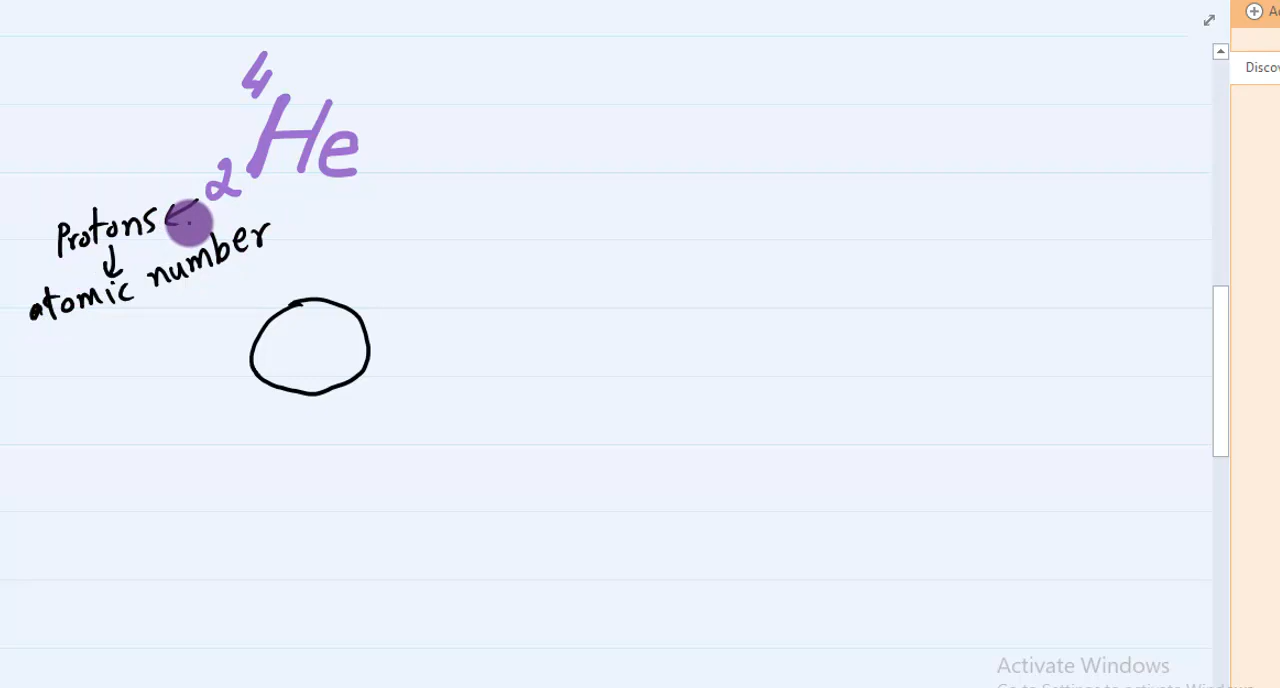 4
He
2
Protons ←
↓
atomic number
Discov
Activate Windows